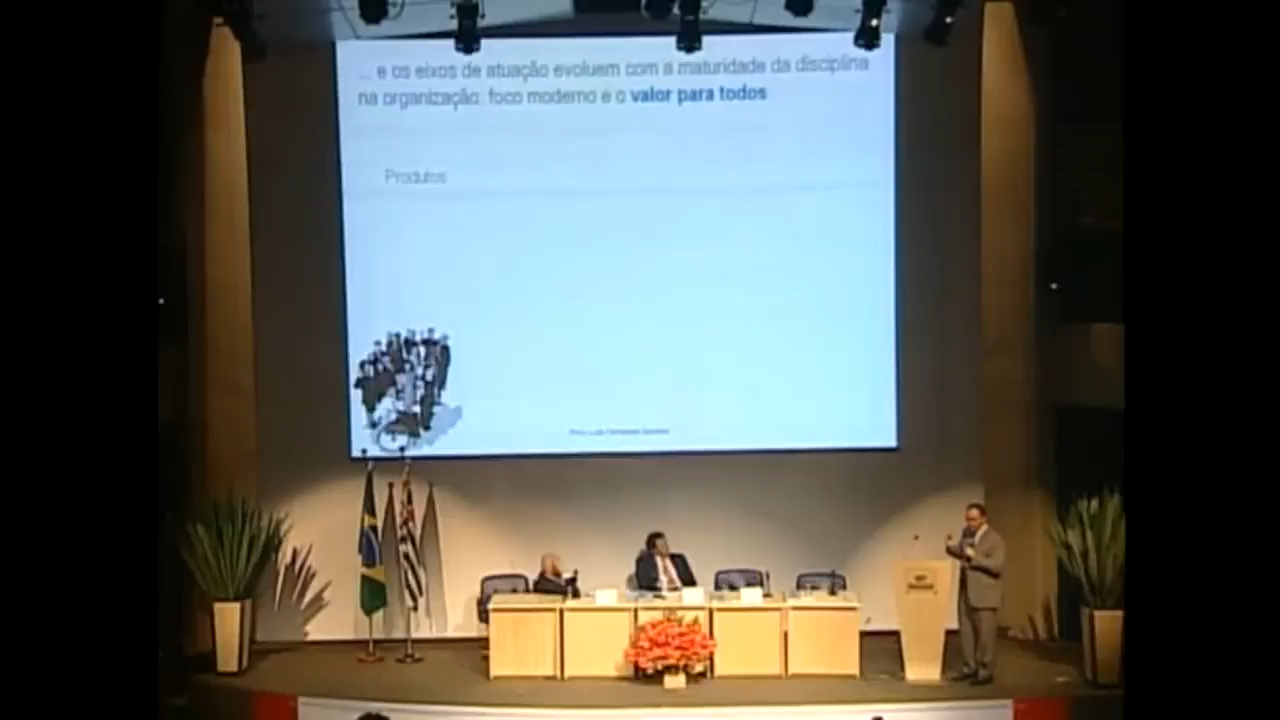 ... e os eixos de atuação evoluem com a maturidade da disciplina
na organização: foco moderno e o valor para todos
Produtos